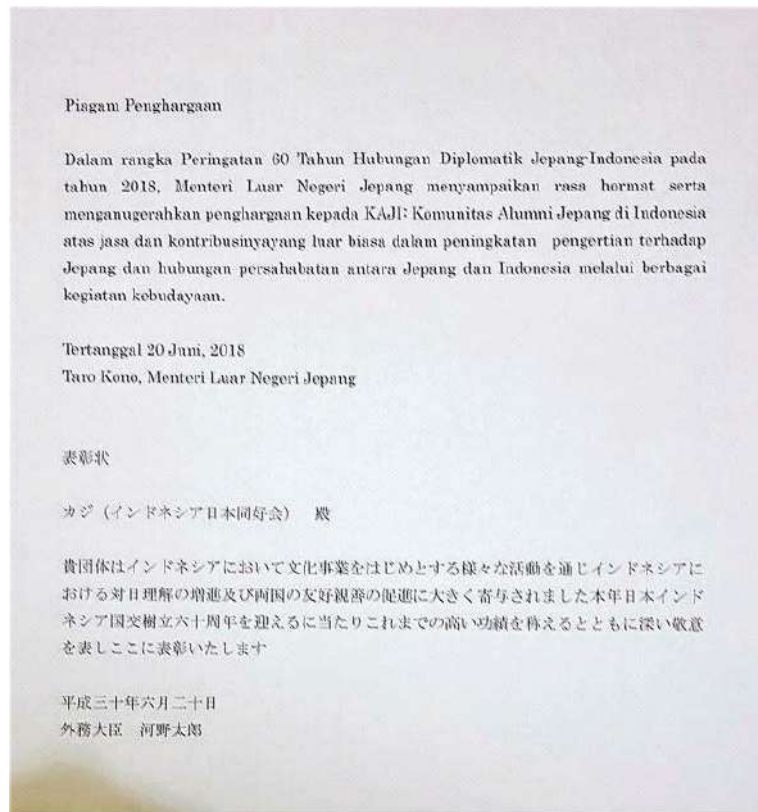 Piagam Penghargaan
Dalam rangka Peringatan 60 Tahun Hubungan Diplomatik Jepang-Indonesia pada
tahun 2018, Menteri Luar Negeri Jepang menyampaikan rasa hormat serta
menganugerahkan penghargaan kepada KAJI: Komunitas Alumni Jepang di Indonesia
atas jasa dan kontribusinyayang luar biasa dalam peningkatan pengertian terhadap
Jepang dan hubungan persahabatan antara Jepang dan Indonesia melalui berbagai
kegiatan kebudayaan.
Tertanggal 20 Juni, 2018
Taro Kono, Menteri Luar Negeri Jepang
表彰状
カジ（インドネシア日本同好会） 殿
貴団体はインドネシアにおいて文化事業をはじめとする様々な活動を通じインドネシアに
おける対日理解の増進及び両国の友好親善の促進に大きく寄与されました本年日本インド
ネシア国交樹立六十周年を迎えるに当たりこれまでの高い功績を称えるとともに深い敬意
を表しここに表彰いたします
平成三十年六月二十日
外務大臣 河野太郎